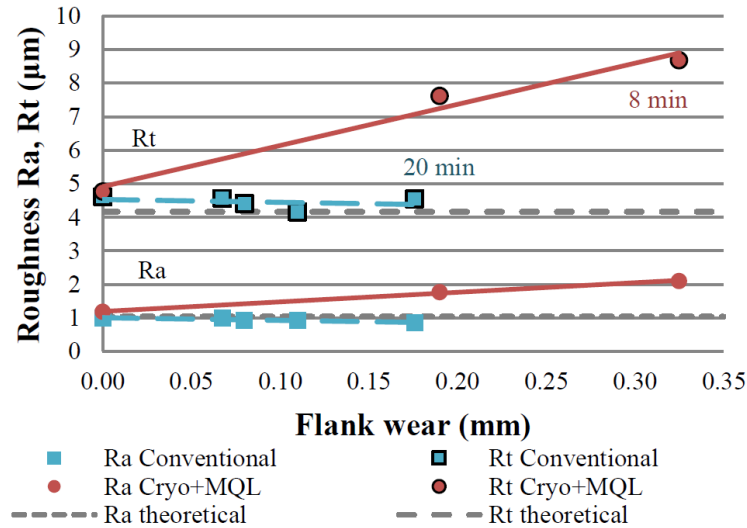 Roughness Ra, Rt (µm)
10
9
8
7
6
5
4
3
2
1
0
Rt
8 min
20 min
Ra
0.00 0.05 0.10 0.15 0.20 0.25 0.30 0.35
Flank wear (mm)
Ra Conventional Rt Conventional
Ra Cryo+MQL Rt Cryo+MQL
Ra theoretical Rt theoretical